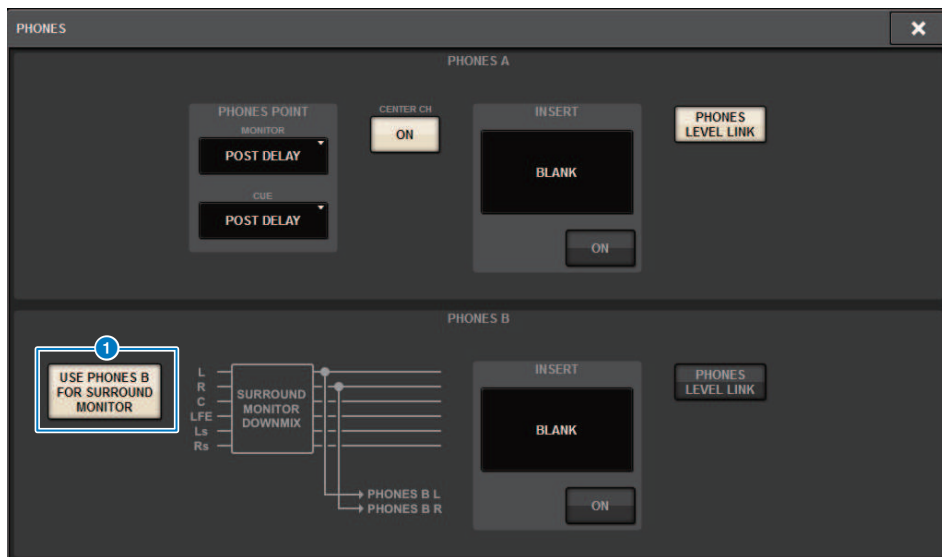 PHONES
PHONES A
PHONES POINT
MONITOR
POST DELAY
CUE
POST DELAY
CENTER CH
ON
INSERT
BLANK
ON
PHONES
LEVEL LINK
PHONES B
1
USE PHONES B
FOR SURROUND
MONITOR
L
R
C
LFE
Ls
Rs
SURROUND
MONITOR
DOWNMIX
PHONES B L
PHONES B R
INSERT
BLANK
ON
PHONES
LEVEL LINK